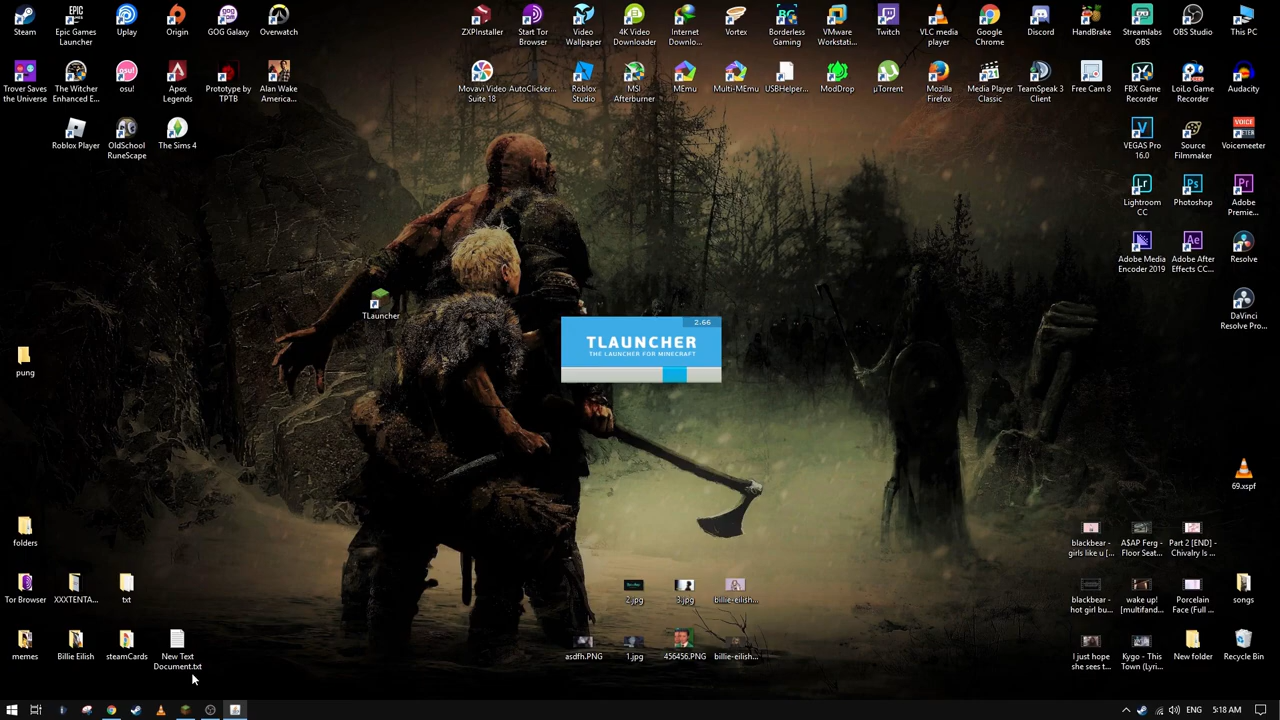 Steam
Epic Games
Launcher
Uplay
Origin
GOG Galaxy
Overwatch
ZXPInstaller
Start Tor
Browser
Video
Wallpaper
4K Video
Downloader
Internet
Downlo...
Vortex
Borderless
Gaming
VMware
Workstati...
Twitch
VLC media
player
Google
Chrome
Discord
HandBrake
Streamlabs
OBS
OBS Studio
This PC
Trover Saves
the Universe
The Witcher
Enhanced E...
osu!
Apex
Legends
Prototype by
TPTB
Alan Wake
America...
Movavi Video
Suite 18
AutoClicker...
Roblox
Studio
MSI
Afterburner
MEmu
Multi-MEmu
USBHelper...
ModDrop
µTorrent
Mozilla
Firefox
Media Player
Classic
TeamSpeak 3
Client
Free Cam 8
FBX Game
Recorder
LoiLo Game
Recorder
Audacity
Roblox Player
OldSchool
RuneScape
The Sims 4
VEGAS Pro
16.0
Source
Filmmaker
Voicemeeter
Lightroom
CC
Photoshop
Adobe
Premie...
Adobe Media
Encoder 2019
Adobe After
Effects CC...
Resolve
TLauncher
DaVinci
Resolve Pro...
2.66
TLAUNCHER
THE LAUNCHER FOR MINECRAFT
pung
69.xspf
folders
blackbear -
girls like u [...
A$AP Ferg -
Floor Seat...
Part 2 [END] -
Chivalry Is ...
Tor Browser
XXXTENTA...
txt
2.jpg
3.jpg
billie-eilish...
blackbear -
hot girl bu...
wake up!
[multifand...
Porcelain
Face (Full ...
songs
memes
Billie Eilish
steamCards
New Text
Document.txt
asdfh.PNG
1.jpg
456456.PNG
billie-eilish...
I just hope
she sees t...
Kygo - This
Town (Lyri...
New folder
Recycle Bin
ENG
5:18 AM